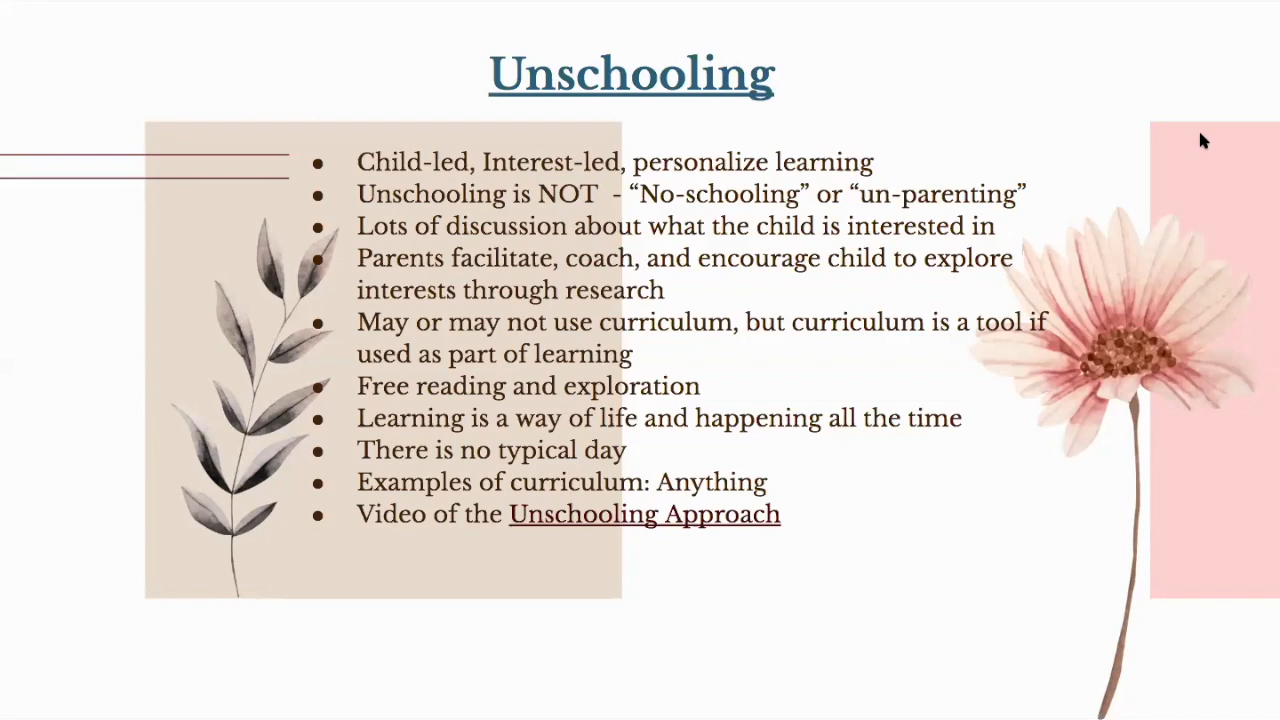 Unschooling
● Child-led, Interest-led, personalize learning
● Unschooling is NOT - “No-schooling” or “un-parenting”
● Lots of discussion about what the child is interested in
● Parents facilitate, coach, and encourage child to explore
interests through research
● May or may not use curriculum, but curriculum is a tool if
used as part of learning
● Free reading and exploration
● Learning is a way of life and happening all the time
● There is no typical day
● Examples of curriculum: Anything
● Video of the Unschooling Approach